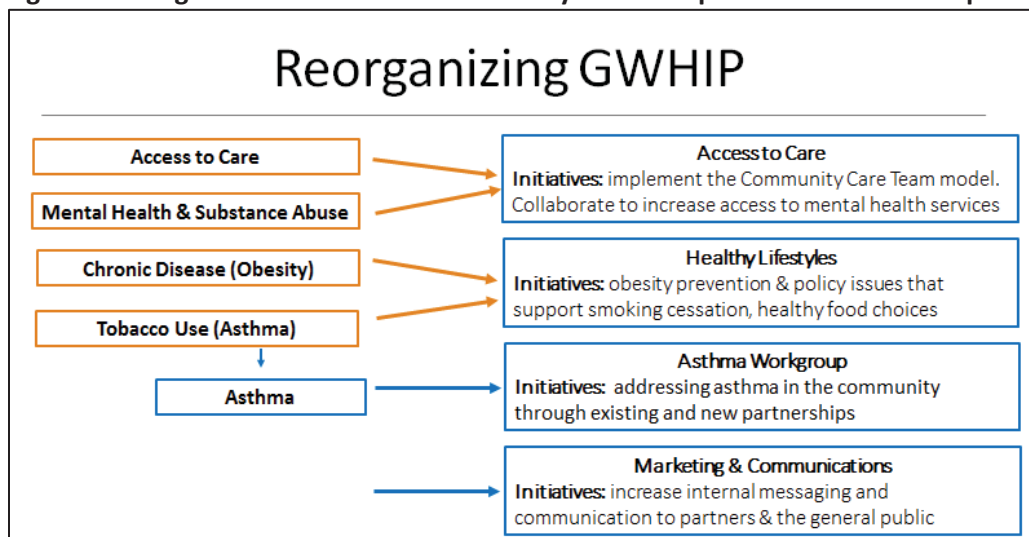 Reorganizing GWHIP
Access to Care
Mental Health & Substance Abuse
Chronic Disease (Obesity)
Tobacco Use (Asthma)
Asthma
Access to Care
Initiatives: implement the Community Care Team model.
Collaborate to increase access to mental health services
Healthy Lifestyles
Initiatives: obesity prevention & policy issues that
support smoking cessation, healthy food choices
Asthma Workgroup
Initiatives: addressing asthma in the community
through existing and new partnerships
Marketing & Communications
Initiatives: increase internal messaging and
communication to partners & the general public